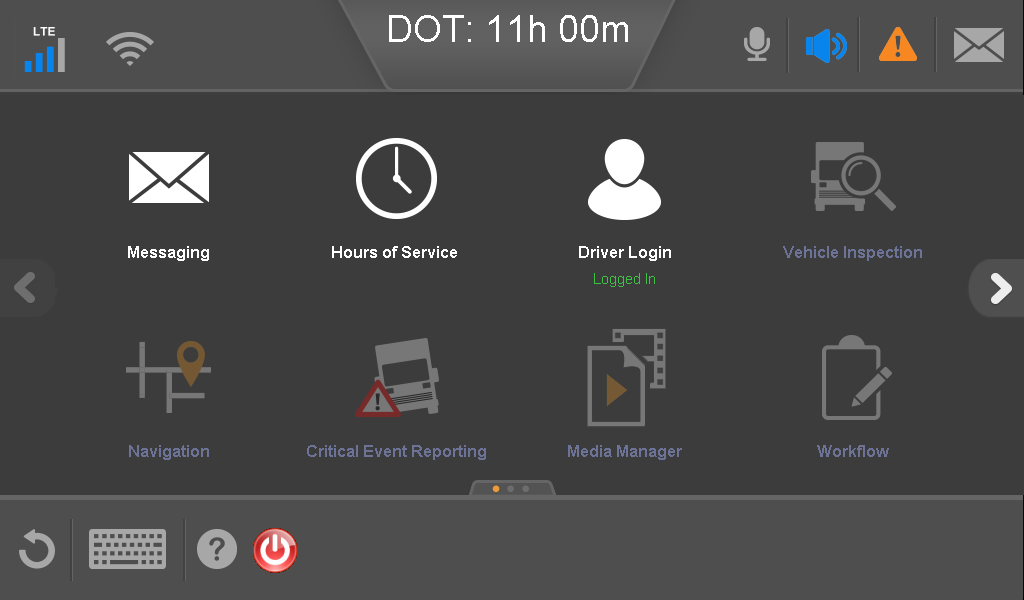 LTE
DOT: 11h 00m
Messaging
Hours of Service
Driver Login
Vehicle Inspection
Logged In
Navigation
Critical Event Reporting
Media Manager
Workflow